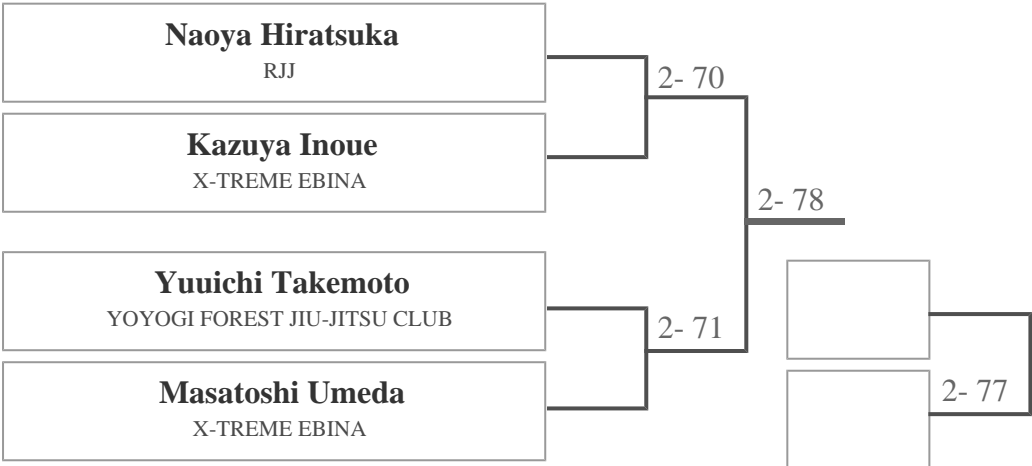 Naoya Hiratsuka
RJJ
2- 70
Kazuya Inoue
X-TREME EBINA
2- 78
Yuuichi Takemoto
YOYOGI FOREST JIU-JITSU CLUB
2- 71
Masatoshi Umeda
X-TREME EBINA
2- 77